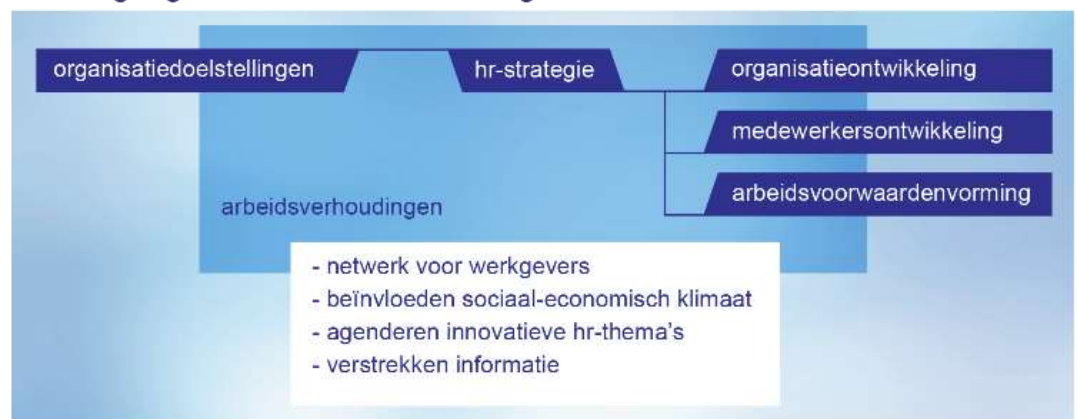 organisatiedoelstellingen
hr-strategie
organisatieontwikkeling
medewerkersontwikkeling
arbeidsvoorwaardenvorming
arbeidsverhoudingen
- netwerk voor werkgevers
- beïnvloeden sociaal-economisch klimaat
- agenderen innovatieve hr-thema's
- verstrekken informatie